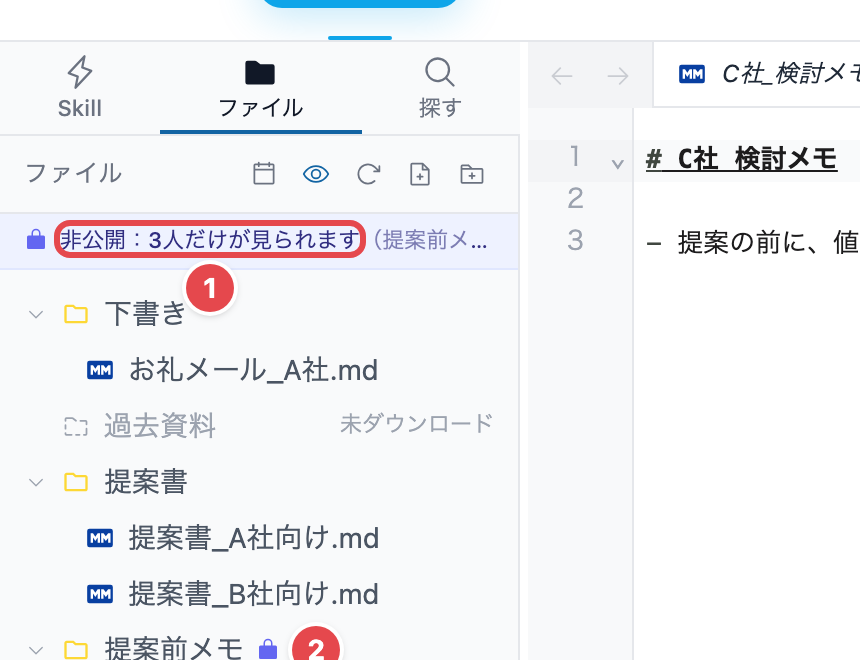 Skill
ファイル
探す
C社_検討メモ
ファイル
非公開：3人だけが見られます（提案前メ...
1
下書き
お礼メール_A社.md
過去資料 未ダウンロード
提案書
提案書_A社向け.md
提案書_B社向け.md
提案前メモ 2
1 # C社 検討メモ
2
3 – 提案の前に、値